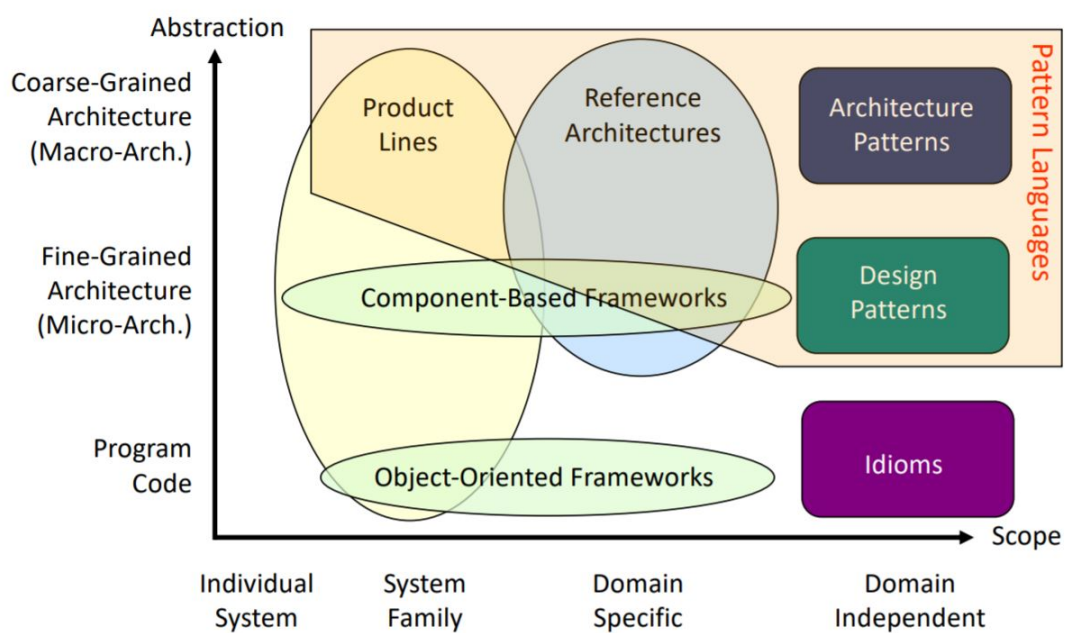 Abstraction
Coarse-Grained
Architecture
(Macro-Arch.)
Fine-Grained
Architecture
(Micro-Arch.)
Program
Code
Product
Lines
Reference
Architectures
Architecture
Patterns
Pattern Languages
Component-Based Frameworks
Design
Patterns
Object-Oriented Frameworks
Idioms
Scope
Individual
System
System
Family
Domain
Specific
Domain
Independent